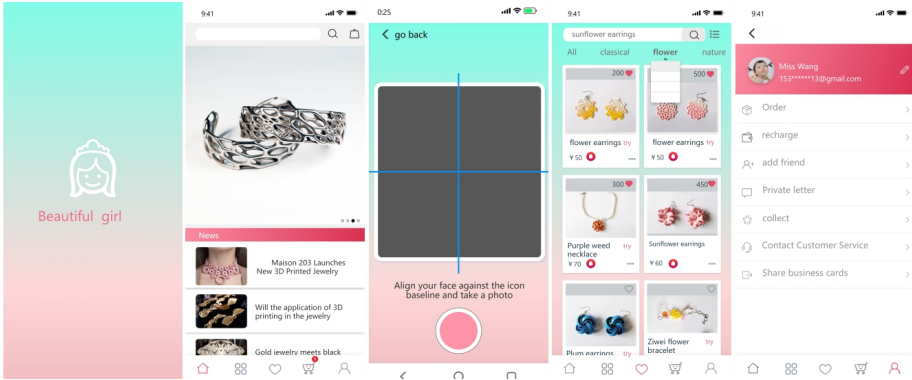 Beautiful girl
9:41
News
Maison 203 Launches
New 3D Printed Jewelry
Will the application of 3D
printing in the jewelry
Gold jewelry meets black
0:25
go back
Align your face against the icon
baseline and take a photo
9:41
sunflower earrings
All classical flower nature
200
500
flower earrings try
¥50
flower earrings try
¥50
300
450
Purple weed try
necklace
¥70
Sunflower earrings
¥60
Plum earrings try
Ziwei flower try
bracelet
9:41
Miss Wang
153******13@gmail.com
Order
recharge
add friend
Private letter
collect
Contact Customer Service
Share business cards